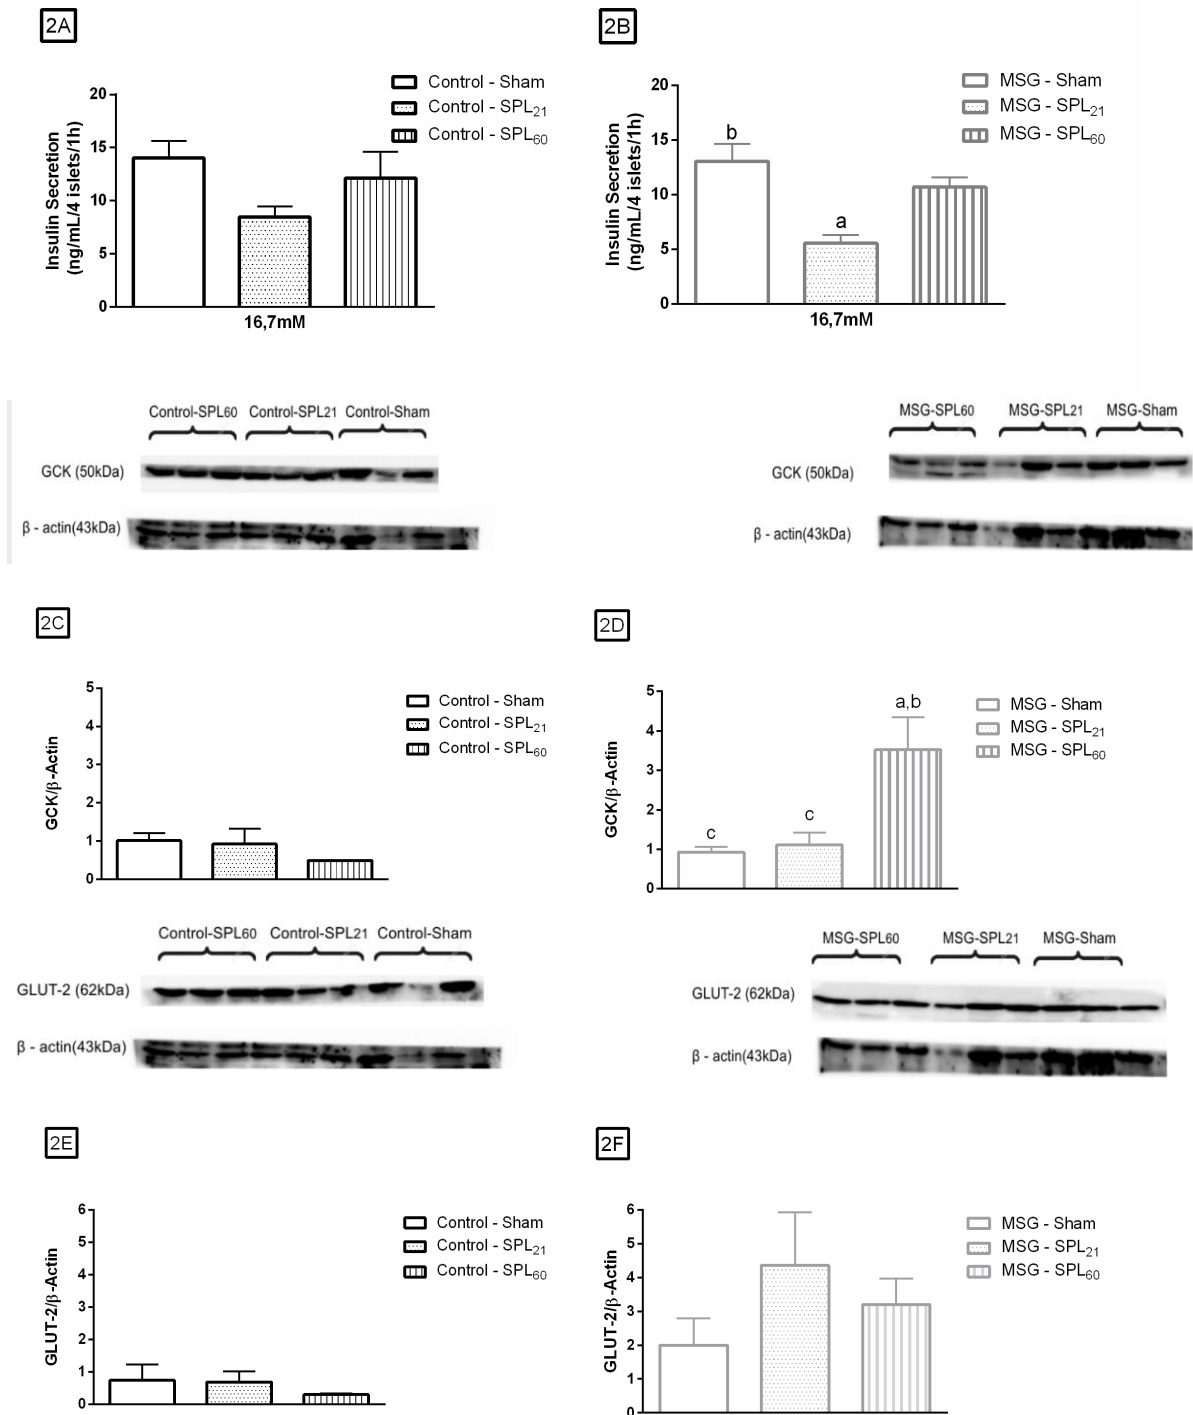 2A
2B
Control - Sham
Control - SPL21
Control - SPL60
20
15
10
5
0
Insulin Secretion
(ng/mL/4 islets/1h)
16,7mM
MSG - Sham
MSG - SPL21
MSG - SPL60
20
15
10
5
0
Insulin Secretion
(ng/mL/4 islets/1h)
b
a
16,7mM
Control-SPL60 Control-SPL21 Control-Sham
GCK (50kDa)
β - actin(43kDa)
MSG-SPL60 MSG-SPL21 MSG-Sham
GCK (50kDa)
β - actin(43kDa)
2C
2D
Control - Sham
Control - SPL21
Control - SPL60
5
4
3
2
1
0
GCK/β-Actin
MSG - Sham
MSG - SPL21
MSG - SPL60
5
4
3
2
1
0
GCK/β-Actin
c
c
a,b
Control-SPL60 Control-SPL21 Control-Sham
GLUT-2 (62kDa)
β - actin(43kDa)
MSG-SPL60 MSG-SPL21 MSG-Sham
GLUT-2 (62kDa)
β - actin(43kDa)
2E
2F
Control - Sham
Control - SPL21
Control - SPL60
6
5
4
3
2
1
0
GLUT-2/β-Actin
MSG - Sham
MSG - SPL21
MSG - SPL60
6
5
4
3
2
1
0
GLUT-2/β-Actin